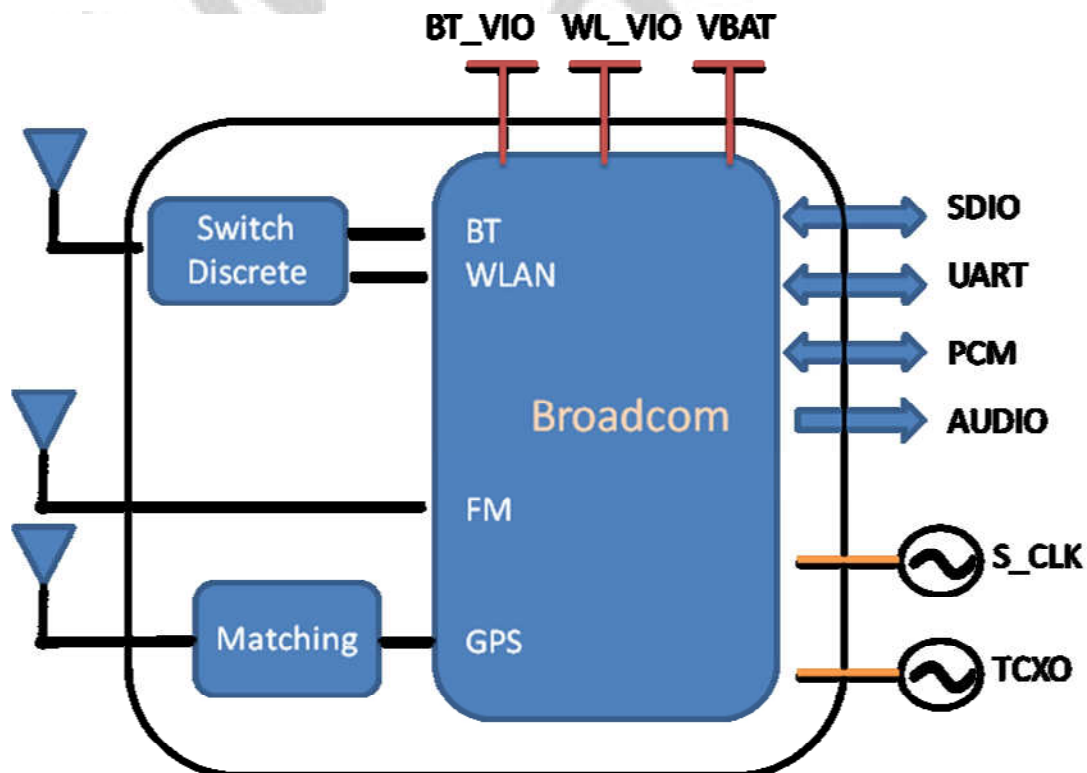 BT_VIO WL_VIO VBAT
Switch
Discrete
BT
WLAN
SDIO
UART
PCM
AUDIO
Broadcom
FM
S_CLK
Matching
GPS
TCXO